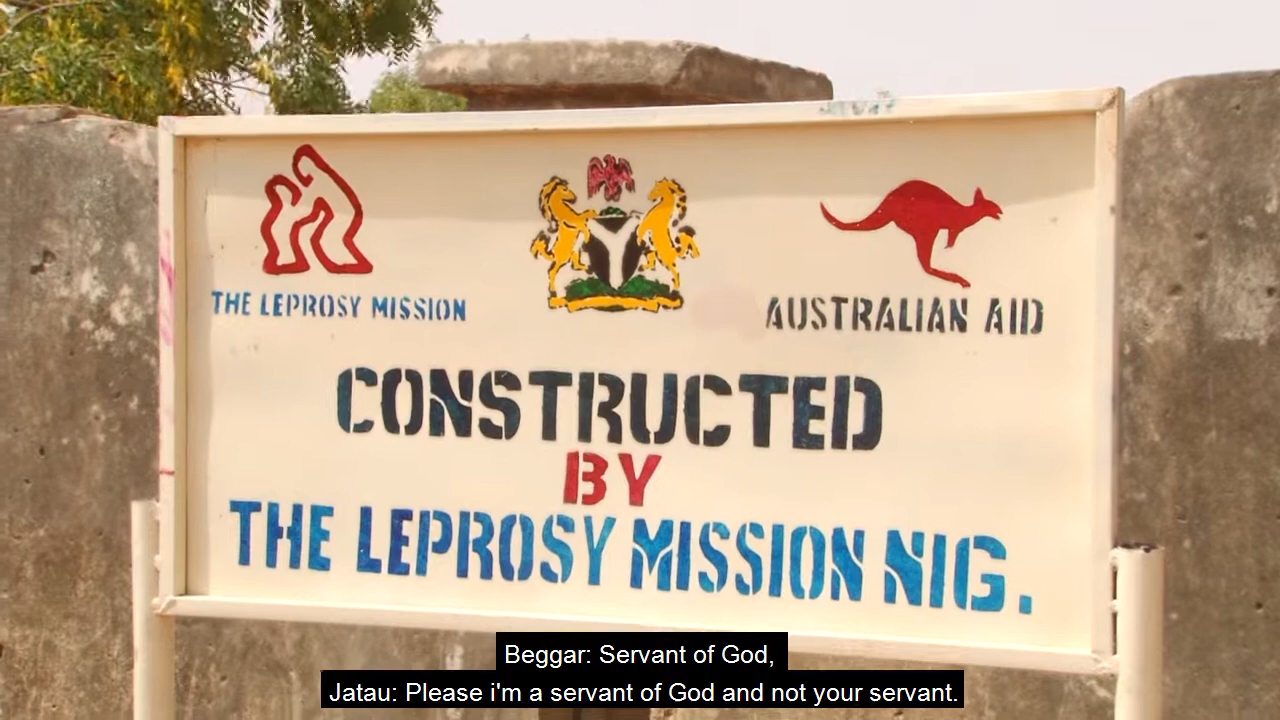 THE LEPROSY MISSION
AUSTRALIAN AID
CONSTRUCTED
BY
THE LEPROSY MISSION NIG.
Beggar: Servant of God,
Jatau: Please i'm a servant of God and not your servant.